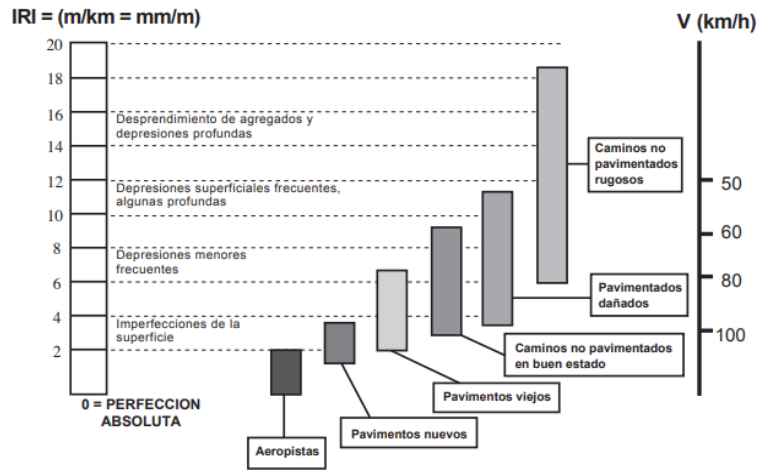 IRI = (m/km = mm/m)
V (km/h)
20
18
16
14
12
10
8
6
4
2
Desprendimiento de agregados y
depresiones profundas
Depresiones superficiales frecuentes,
algunas profundas
Depresiones menores
frecuentes
Imperfecciones de la
superficie
0 = PERFECCION
ABSOLUTA
Aeropistas
Pavimentos nuevos
Pavimentos viejos
Caminos no pavimentados
en buen estado
Pavimentados
dañados
Caminos no
pavimentados
rugosos
50
60
80
100